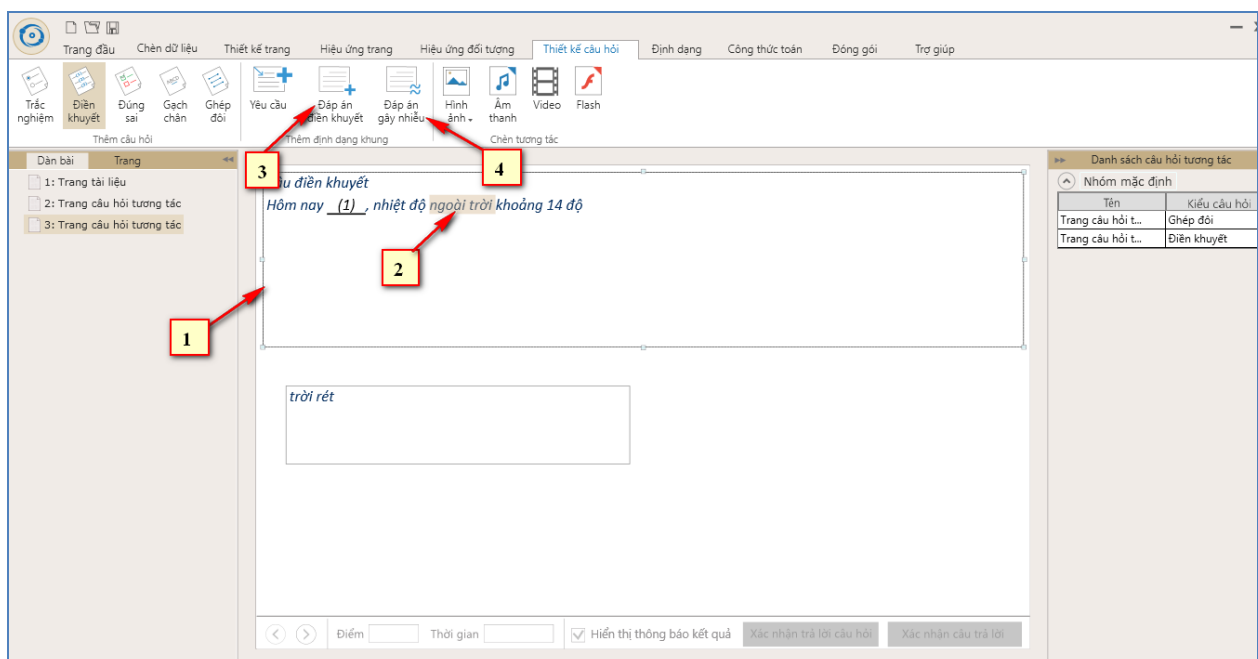 Trang đầu Chèn dữ liệu Thiết kế trang Hiệu ứng trang Hiệu ứng đối tượng Thiết kế câu hỏi Định dạng Công thức toán Đóng gói Trợ giúp
Trắc nghiệm
Điền khuyết
Đúng sai
Gạch chân
Ghép đôi
Yêu cầu
Đáp án điền khuyết
Đáp án gây nhiễu
Hình ảnh
Âm thanh
Video
Flash
Thêm câu hỏi
Thêm định dạng khung
Chèn tương tác
Dàn bài Trang
1: Trang tài liệu
2: Trang câu hỏi tương tác
3: Trang câu hỏi tương tác
3
4
điền khuyết
Hôm nay (1) , nhiệt độ ngoài trời khoảng 14 độ
2
1
trời rét
Điểm Thời gian Hiển thị thông báo kết quả Xác nhận trả lời câu hỏi Xác nhận câu trả lời
Danh sách câu hỏi tương tác
Nhóm mặc định
Tên Kiểu câu hỏi
Trang câu hỏi t... Ghép đôi
Trang câu hỏi t... Điền khuyết